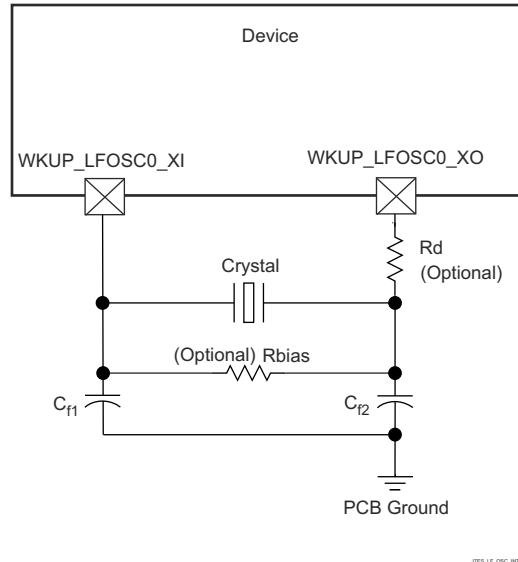 Device
WKUP_LFOSC0_XI
WKUP_LFOSC0_XO
Rd
(Optional)
Crystal
(Optional) Rbias
Cf1
Cf2
PCB Ground